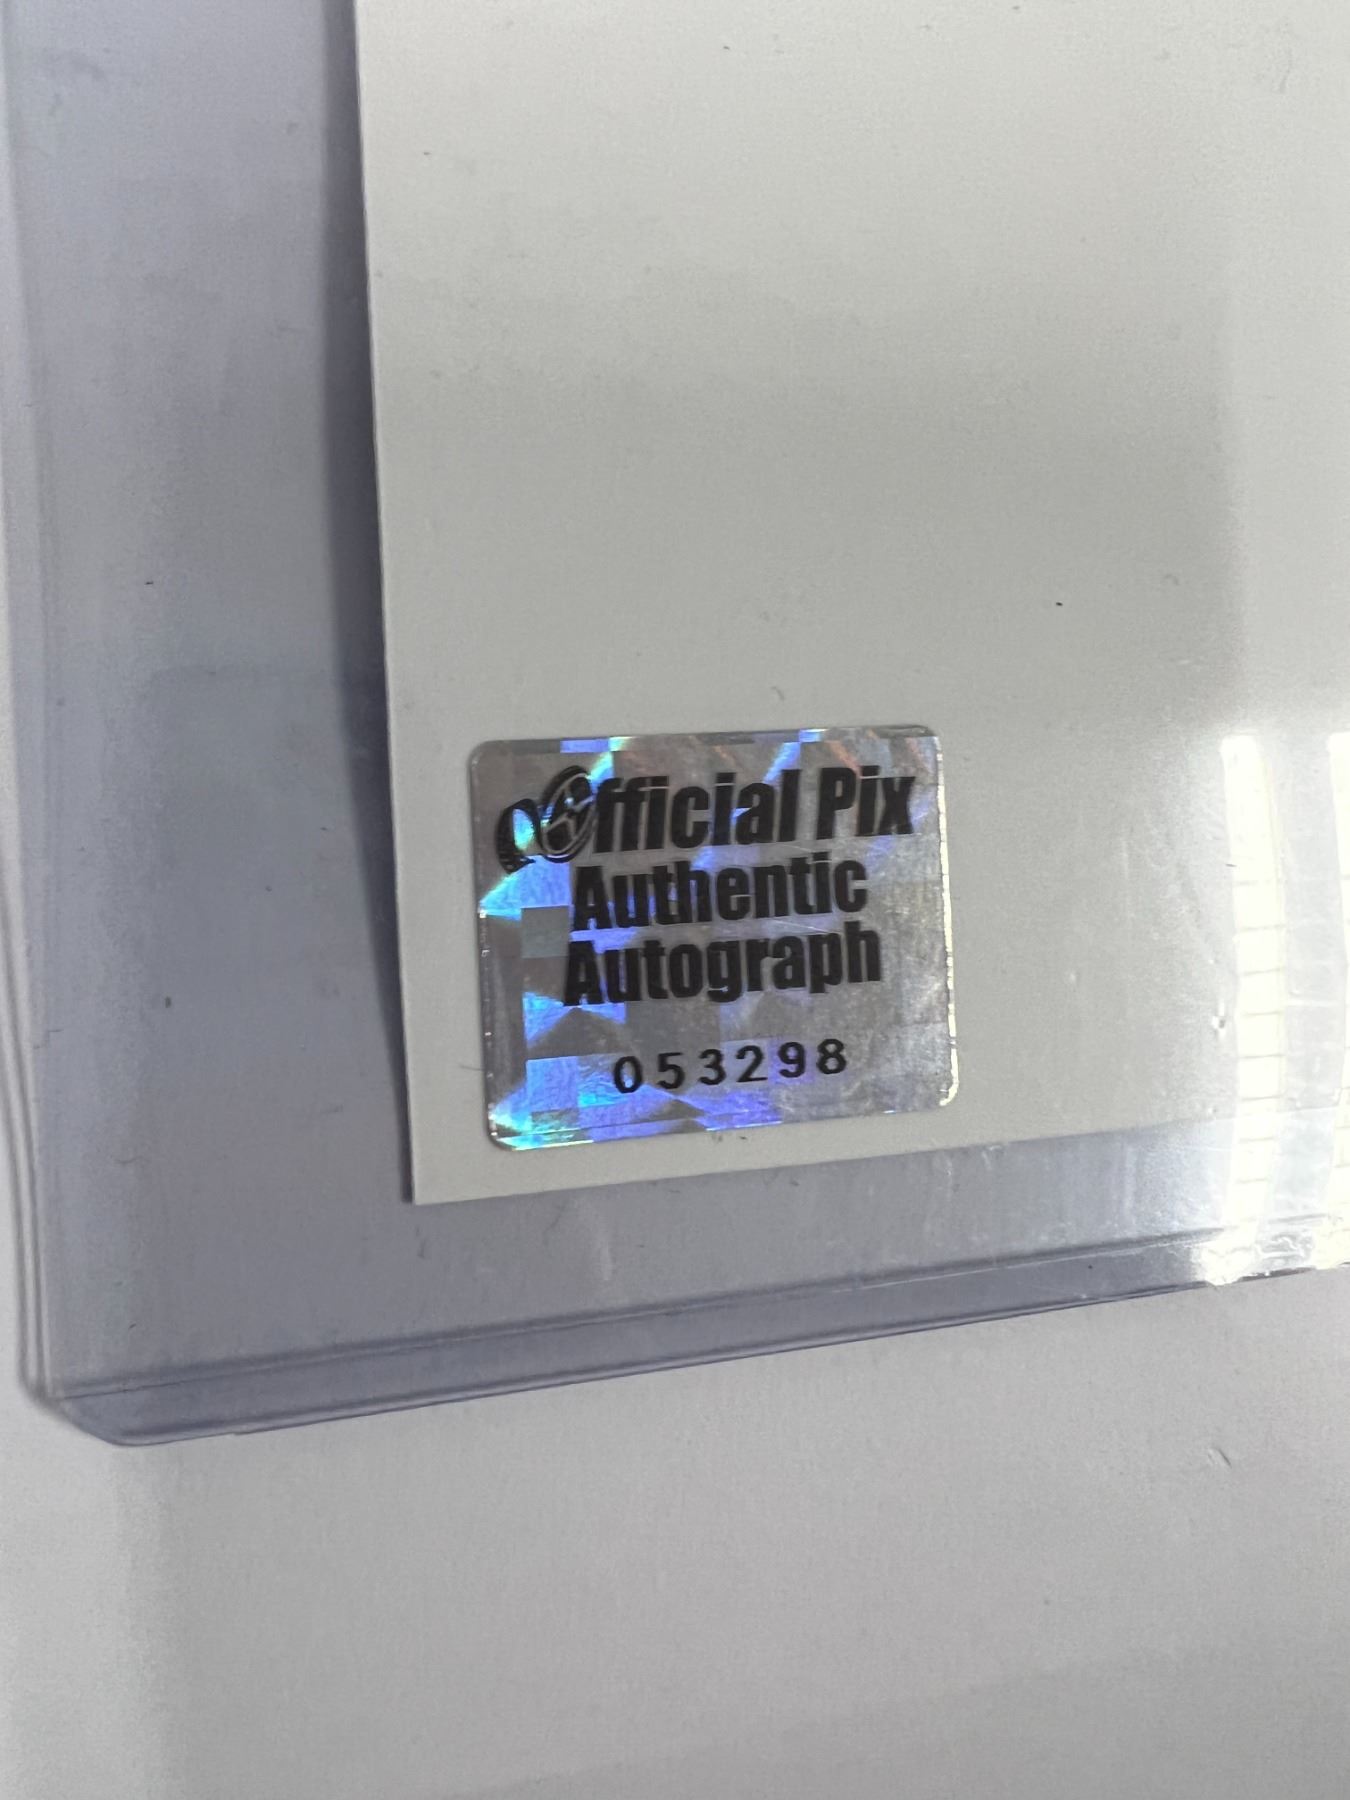 Official Pix
Authentic
Autograph
053298